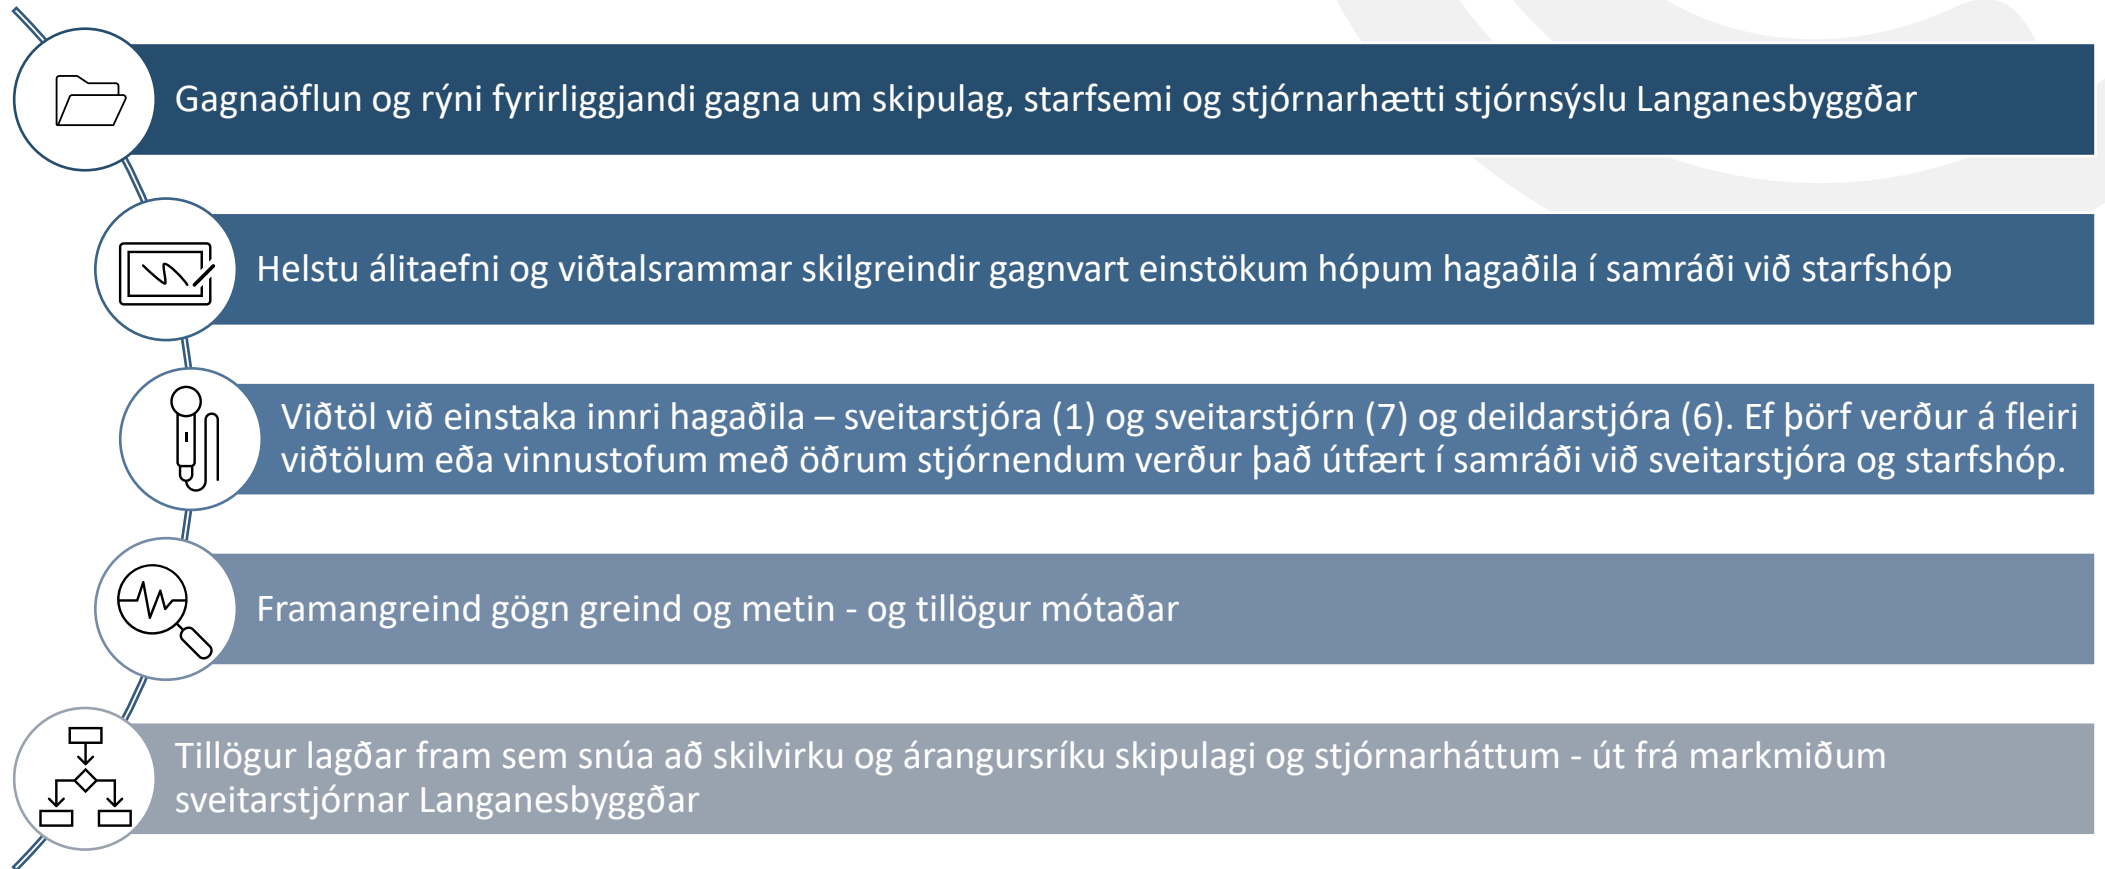 Gagnaöflun og rýni fyrirliggjandi gagna um skipulag, starfsemi og stjórnarhætti stjórnsýslu Langanesbyggðar
Helstu álitaefni og viðtalsrammar skilgreindir gagnvart einstökum hópum hagaðila í samráði við starfshóp
Viðtöl við einstaka innri hagaðila – sveitarstjóra (1) og sveitarstjórn (7) og deildarstjóra (6). Ef þörf verður á fleiri
viðtölum eða vinnustofum með öðrum stjórnendum verður það útfært í samráði við sveitarstjóra og starfshóp.
Framangreind gögn greind og metin - og tillögur mótaðar
Tillögur lagðar fram sem snúa að skilvirku og árangursríku skipulagi og stjórnarháttum - út frá markmiðum
sveitarstjórnar Langanesbyggðar